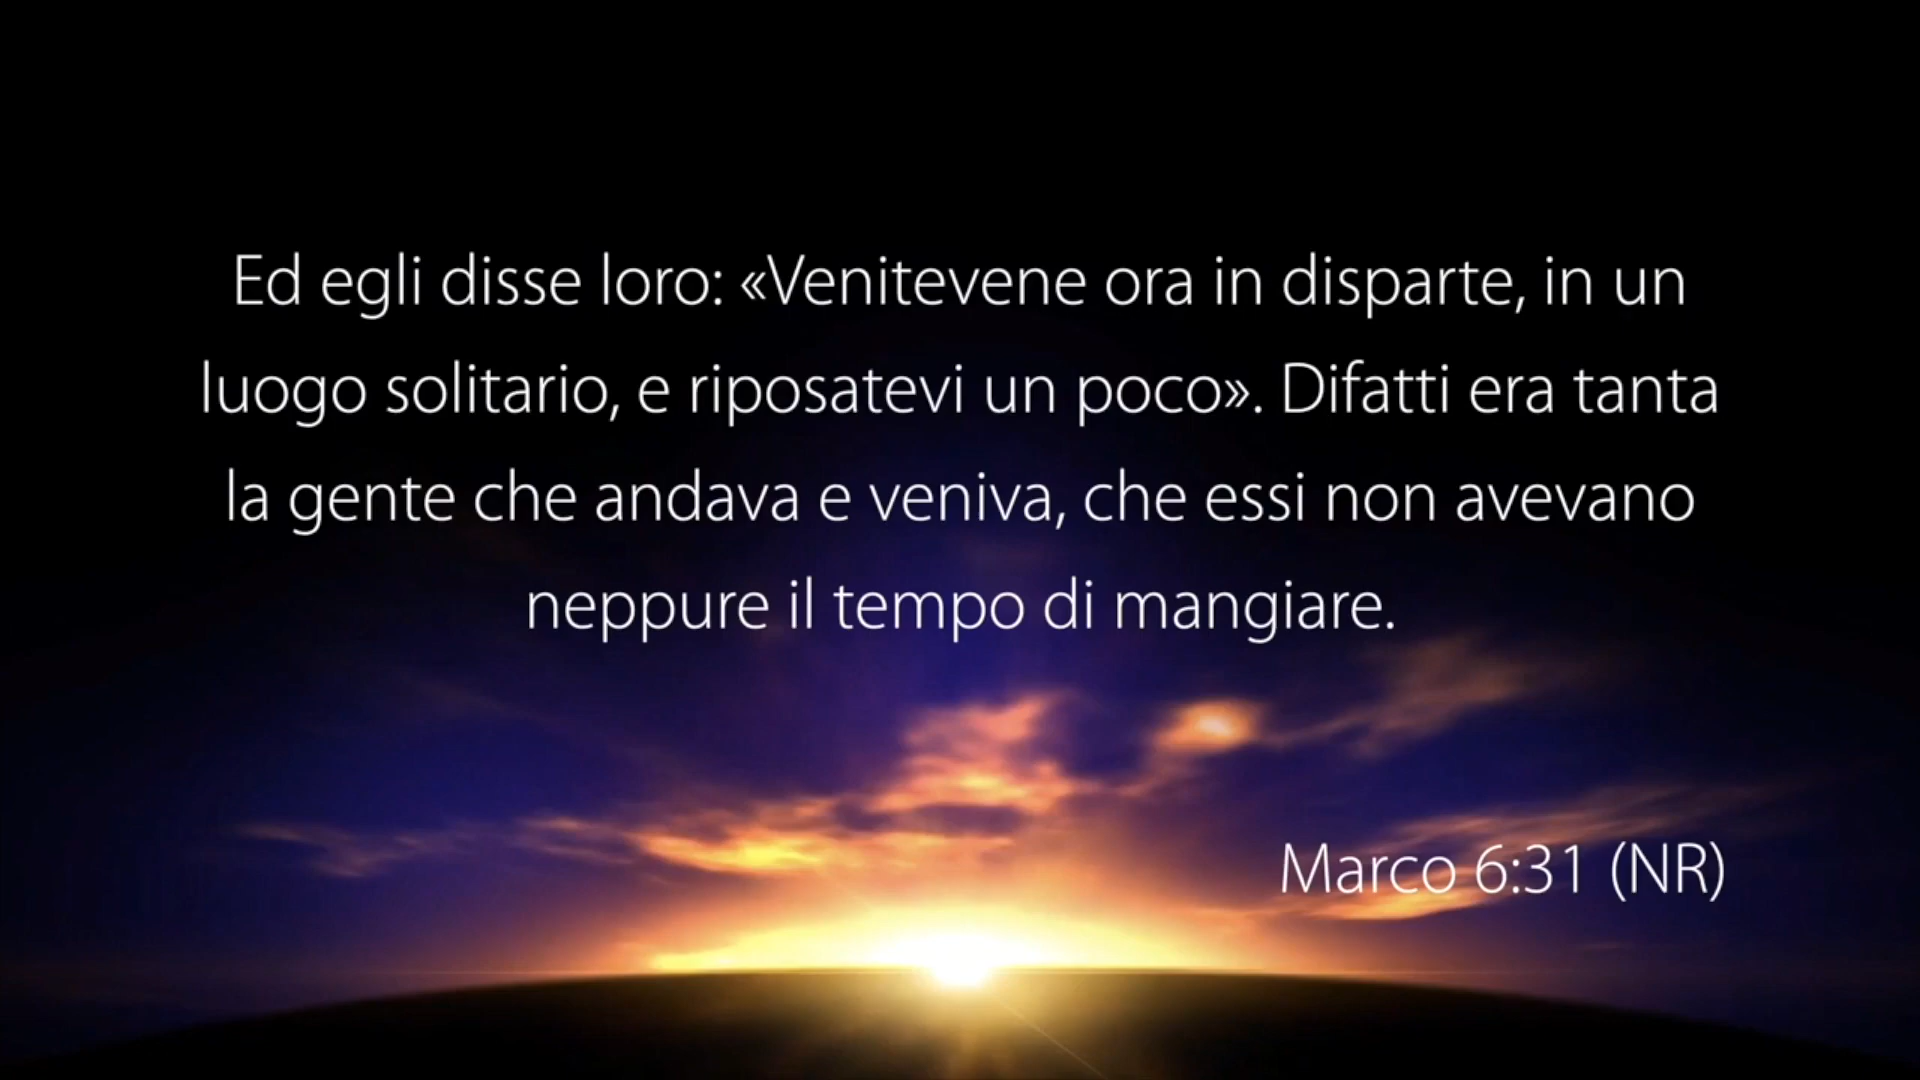 Ed egli disse loro: «Venitevene ora in disparte, in un
luogo solitario, e riposatevi un poco». Difatti era tanta
la gente che andava e veniva, che essi non avevano
neppure il tempo di mangiare.
Marco 6:31 (NR)